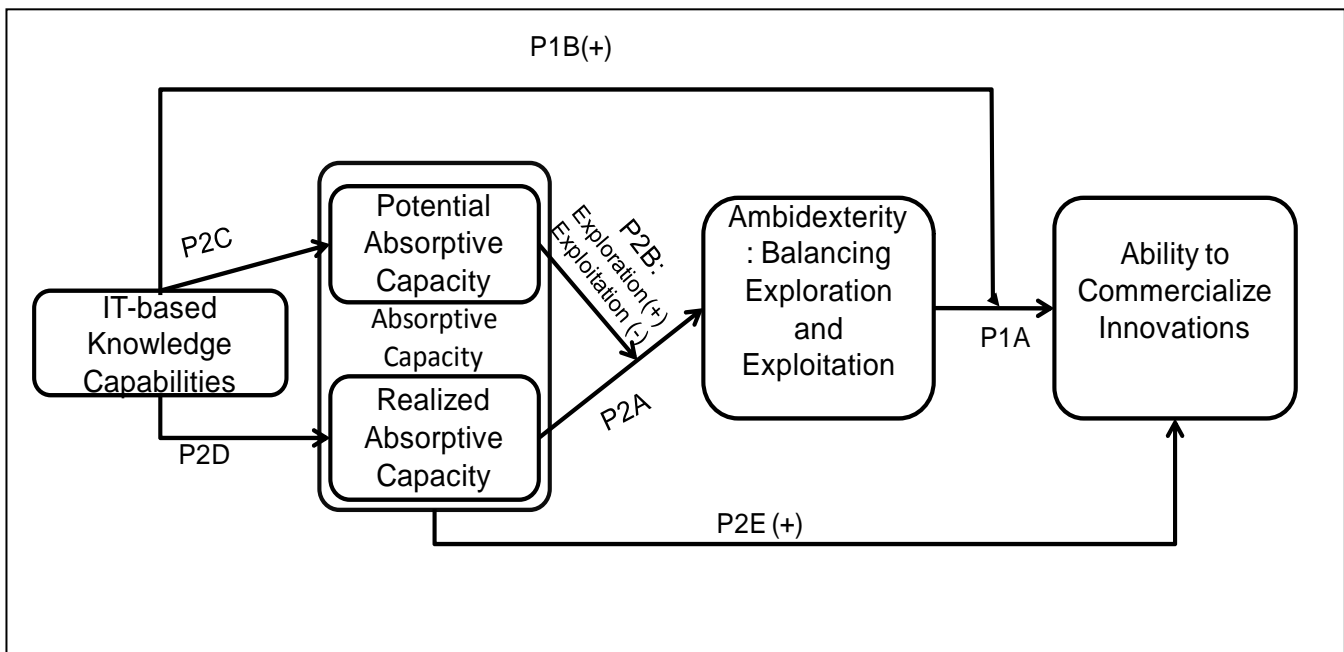 P1B(+)
P2C
IT-based
Knowledge
Capabilities
P2D
Potential
Absorptive
Capacity
Absorptive
Capacity
Realized
Absorptive
Capacity
P2B:
Exploration(+)
Exploitation (-)
P2A
Ambidexterity
: Balancing
Exploration
and
Exploitation
P1A
Ability to
Commercialize
Innovations
P2E (+)